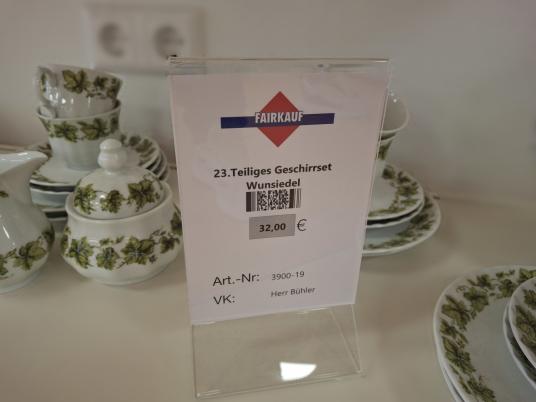 FAIRKAUF
23.Teiliges Geschirrset
Wunsiedel
32,00 €
Art.-Nr: 3900-19
VK: Herr Bühler